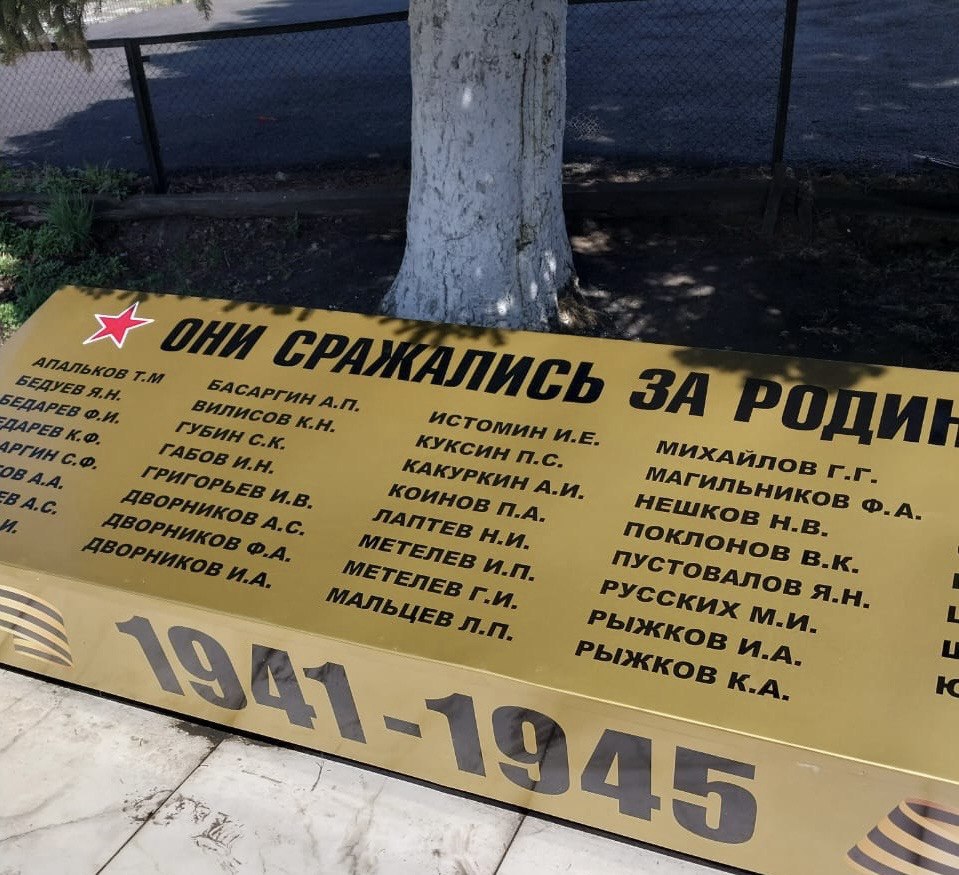 ОНИ СРАЖАЛИСЬ ЗА
АПАЛЬКОВ Т.М
БЕДУЕВ Я.Н.
БЕДАРЕВ Ф.И.
К.Ф.
С.Ф.
А.А.
А.С.
И.
БАСАРГИН А.П.
ВИЛИСОВ К.Н.
ГУБИН С.К.
ГАБОВ И.Н.
ГРИГОРЬЕВ И.В.
ДВОРНИКОВ А.С.
ДВОРНИКОВ Ф.А.
ДВОРНИКОВ И.А.
ИСТОМИН И.Е.
КУКСИН П.С.
КАКУРКИН А.И.
КОИНОВ П.А.
ЛАПТЕВ Н.И.
МЕТЕЛЕВ И.П.
МЕТЕЛЕВ Г.И.
МАЛЬЦЕВ Л.П.
МИХАЙЛОВ Г.Г.
МАГИЛЬНИКОВ Ф.А.
НЕШКОВ Н.В.
ПОКЛОНОВ В.К.
ПУСТОВАЛОВ Я.Н.
РУССКИХ М.И.
РЫЖКОВ И.А.
РЫЖКОВ К.А.
1941-1945